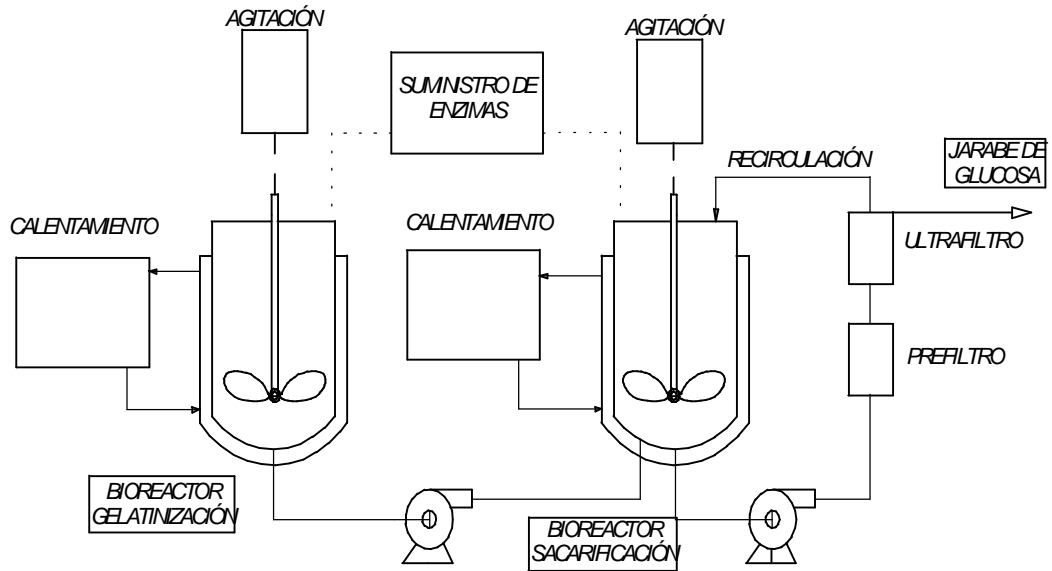 AGITACIÓN
AGITACIÓN
SUMINISTRO DE
ENZIMAS
RECIRCULACIÓN
JARABE DE
GLUCOSA
CALENTAMIENTO
CALENTAMIENTO
ULTRAFILTRO
PREFILTRO
BIOREACTOR
GELATINIZACIÓN
BIOREACTOR
SACARIFICACIÓN